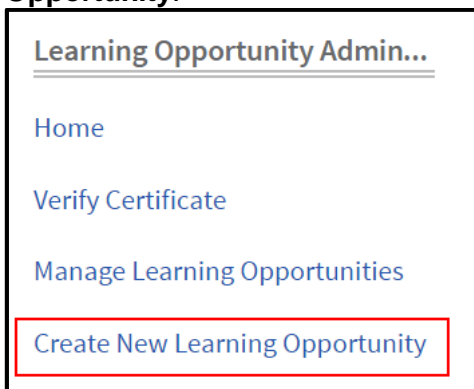 Opportunity.
Learning Opportunity Admin...
Home
Verify Certificate
Manage Learning Opportunities
Create New Learning Opportunity